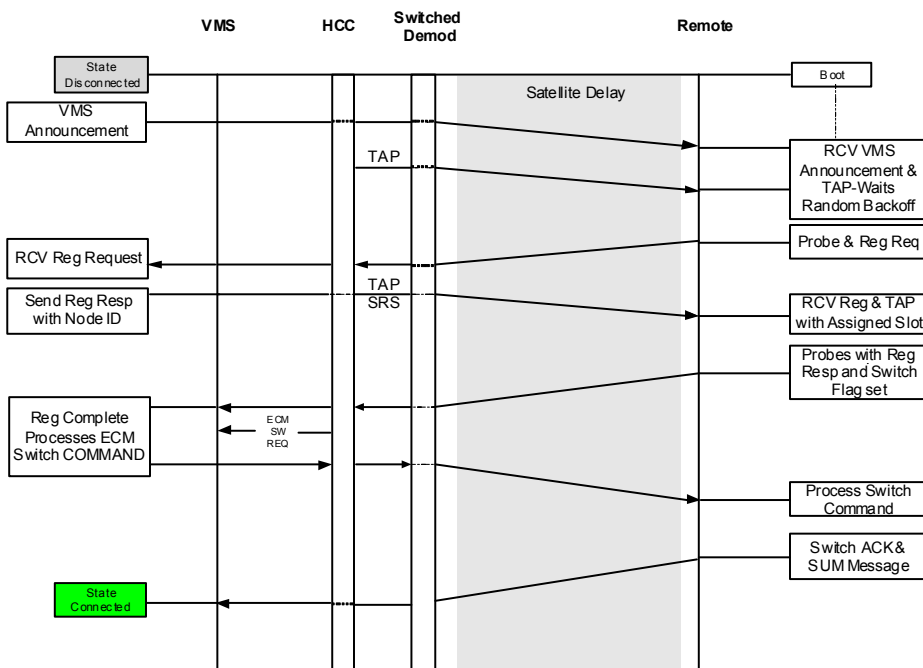 VMS
HCC
Switched
Demod
Remote
State
Disconnected
Boot
Satellite Delay
VMS
Announcement
TAP
RCV VMS
Announcement &
TAP-Waits
Random Backoff
Probe & Reg Req
RCV Reg Request
Send Reg Resp
with Node ID
TAP
SRS
RCV Reg & TAP
with Assigned Slot
Probes with Reg
Resp and Switch
Flag set
Reg Complete
Processes ECM
Switch COMMAND
ECM
SW
REQ
Process Switch
Command
Switch ACK &
SUM Message
State
Connected